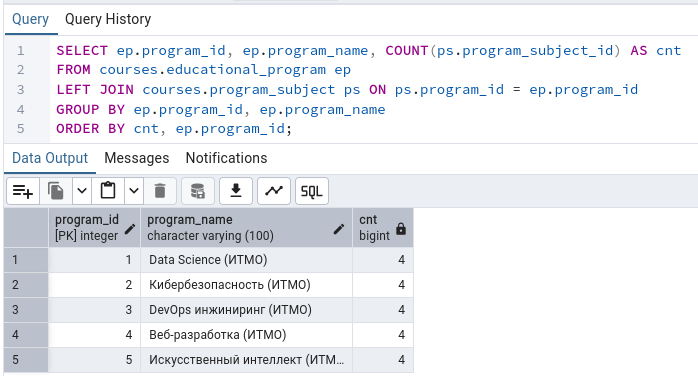 Query Query History
1 SELECT ep.program_id, ep.program_name, COUNT(ps.program_subject_id) AS cnt
2 FROM courses.educational_program ep
3 LEFT JOIN courses.program_subject ps ON ps.program_id = ep.program_id
4 GROUP BY ep.program_id, ep.program_name
5 ORDER BY cnt, ep.program_id;
Data Output Messages Notifications
SQL
program_id program_name cnt
[PK] integer character varying (100) bigint
1 1 Data Science (ИТМО) 4
2 2 Кибербезопасность (ИТМО) 4
3 3 DevOps инжиниринг (ИТМО) 4
4 4 Веб-разработка (ИТМО) 4
5 5 Искусственный интеллект (ИТМ… 4